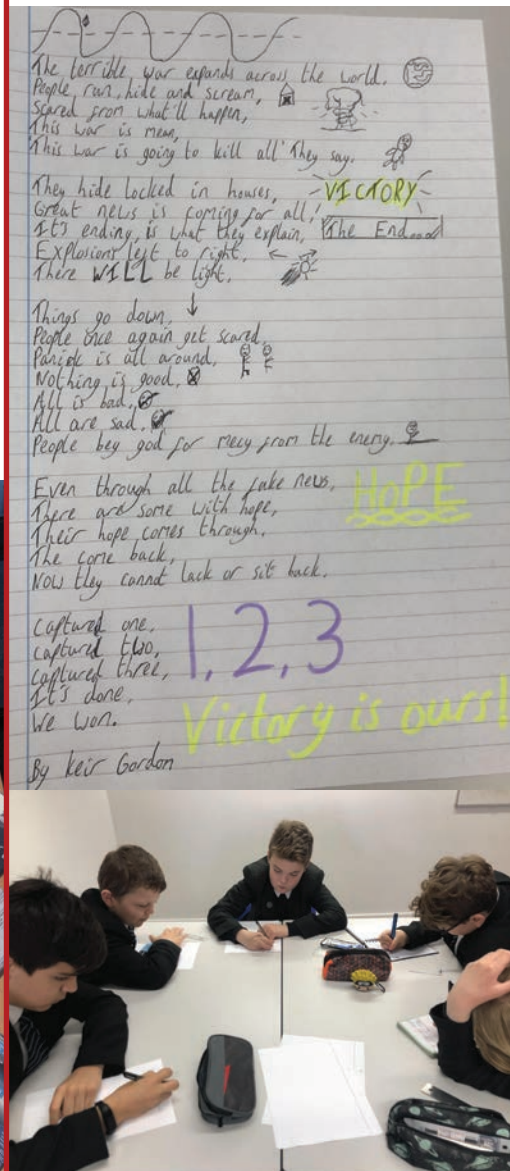 The terrible war expands across the world.
People, run, hide and scream,
Scared from what'll happen,
This war is mean,
'This war is going to kill all' They say.
They hide locked in houses,
VICTORY
Great news is coming for all,
It's ending, is what they explain,
The End....
Explosions left to right,
There WILL be light.
Things go down,
People once again get scared,
Panick is all around,
Nothing is good,
All is bad,
All are sad,
People beg god for mecy from the enemy.
Even through all the fake news,
HOPE
There are some with hope,
Their hope comes through,
The come back,
Now they cannot lack or sit back.
captured one,
captured two,
captured three,
1, 2, 3
It's done,
We won.
Victory is ours!
By Keir Gordon